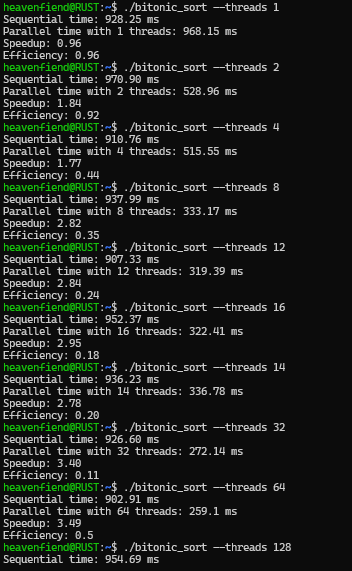 heavenfiend@RUST:~$ ./bitonic_sort --threads 1
Sequential time: 928.25 ms
Parallel time with 1 threads: 968.15 ms
Speedup: 0.96
Efficiency: 0.96
heavenfiend@RUST:~$ ./bitonic_sort --threads 2
Sequential time: 970.90 ms
Parallel time with 2 threads: 528.96 ms
Speedup: 1.84
Efficiency: 0.92
heavenfiend@RUST:~$ ./bitonic_sort --threads 4
Sequential time: 910.76 ms
Parallel time with 4 threads: 515.55 ms
Speedup: 1.77
Efficiency: 0.44
heavenfiend@RUST:~$ ./bitonic_sort --threads 8
Sequential time: 937.99 ms
Parallel time with 8 threads: 333.17 ms
Speedup: 2.82
Efficiency: 0.35
heavenfiend@RUST:~$ ./bitonic_sort --threads 12
Sequential time: 907.33 ms
Parallel time with 12 threads: 319.39 ms
Speedup: 2.84
Efficiency: 0.24
heavenfiend@RUST:~$ ./bitonic_sort --threads 16
Sequential time: 952.37 ms
Parallel time with 16 threads: 322.41 ms
Speedup: 2.95
Efficiency: 0.18
heavenfiend@RUST:~$ ./bitonic_sort --threads 14
Sequential time: 936.23 ms
Parallel time with 14 threads: 336.78 ms
Speedup: 2.78
Efficiency: 0.20
heavenfiend@RUST:~$ ./bitonic_sort --threads 32
Sequential time: 926.60 ms
Parallel time with 32 threads: 272.14 ms
Speedup: 3.40
Efficiency: 0.11
heavenfiend@RUST:~$ ./bitonic_sort --threads 64
Sequential time: 902.91 ms
Parallel time with 64 threads: 259.1 ms
Speedup: 3.49
Efficiency: 0.5
heavenfiend@RUST:~$ ./bitonic_sort --threads 128
Sequential time: 954.69 ms